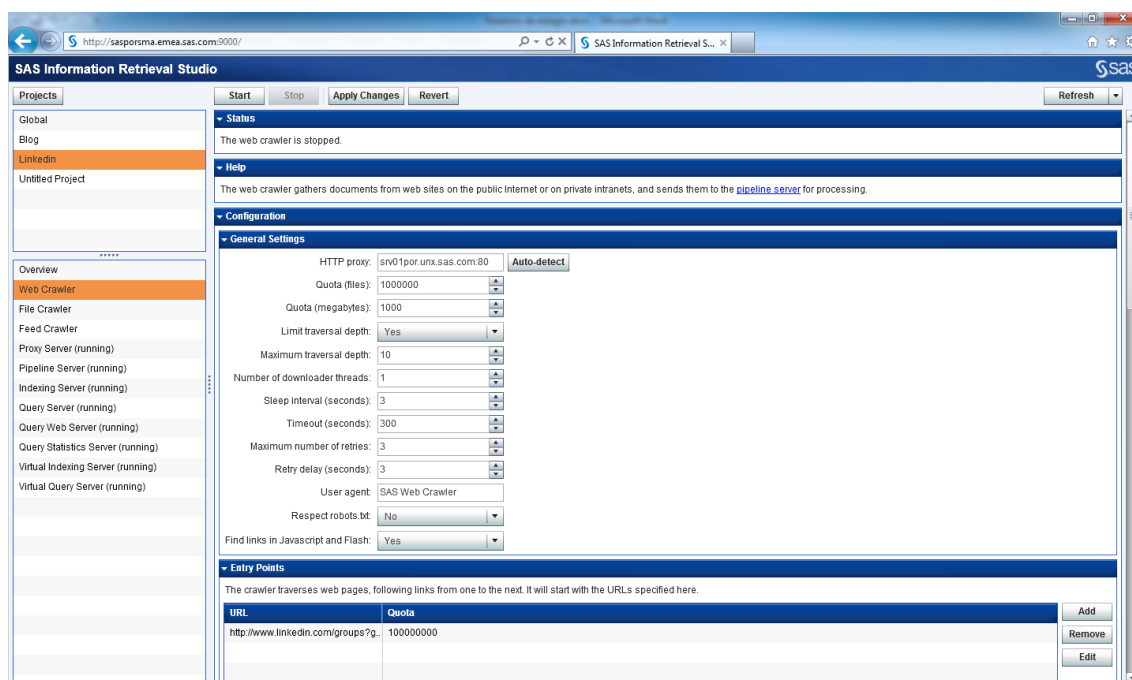 Relatório de estágio.docx - Microsoft Word
http://sasporsma.emea.sas.com:9000/
SAS Information Retrieval S...
SAS Information Retrieval Studio
sas
Projects
Start Stop Apply Changes Revert Refresh
Global
Blog
Linkedin
Untitled Project
Status
The web crawler is stopped.
Help
The web crawler gathers documents from web sites on the public Internet or on private intranets, and sends them to the pipeline server for processing.
Configuration
General Settings
HTTP proxy: srv01por.unx.sas.com:80 Auto-detect
Quota (files): 1000000
Quota (megabytes): 1000
Limit traversal depth: Yes
Maximum traversal depth: 10
Number of downloader threads: 1
Sleep interval (seconds): 3
Timeout (seconds): 300
Maximum number of retries: 3
Retry delay (seconds): 3
User agent: SAS Web Crawler
Respect robots.txt: No
Find links in Javascript and Flash: Yes
Overview
Web Crawler
File Crawler
Feed Crawler
Proxy Server (running)
Pipeline Server (running)
Indexing Server (running)
Query Server (running)
Query Web Server (running)
Query Statistics Server (running)
Virtual Indexing Server (running)
Virtual Query Server (running)
Entry Points
The crawler traverses web pages, following links from one to the next. It will start with the URLs specified here.
URL Quota
http://www.linkedin.com/groups?g.. 100000000
Add
Remove
Edit